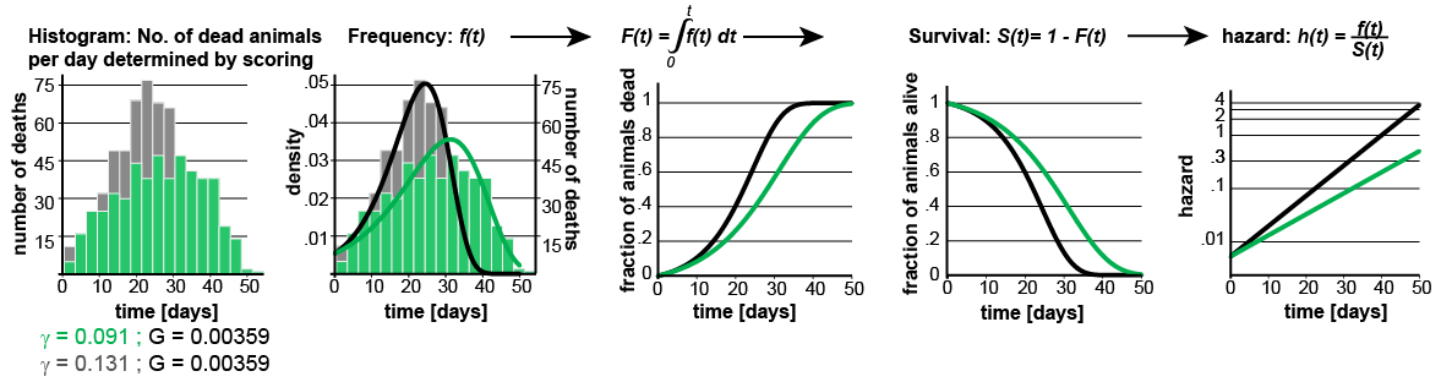 Histogram: No. of dead animals
per day determined by scoring
Frequency: f(t)
F(t) = ∫ f(t) dt
t
0
Survival: S(t)= 1 - F(t)
hazard: h(t) = f(t)
S(t)
number of deaths
75
60
45
30
15
0 10 20 30 40 50
time [days]
density
.05
.04
.03
.02
.01
75
60
45
30
15
number of deaths
0 10 20 30 40 50
time [days]
fraction of animals dead
1
.8
.6
.4
.2
0
0 10 20 30 40 50
time [days]
fraction of animals alive
1
.8
.6
.4
.2
0
0 10 20 30 40 50
time [days]
hazard
4
2
1
.3
.1
.01
0 10 20 30 40 50
time [days]
γ = 0.091 ; G = 0.00359
γ = 0.131 ; G = 0.00359